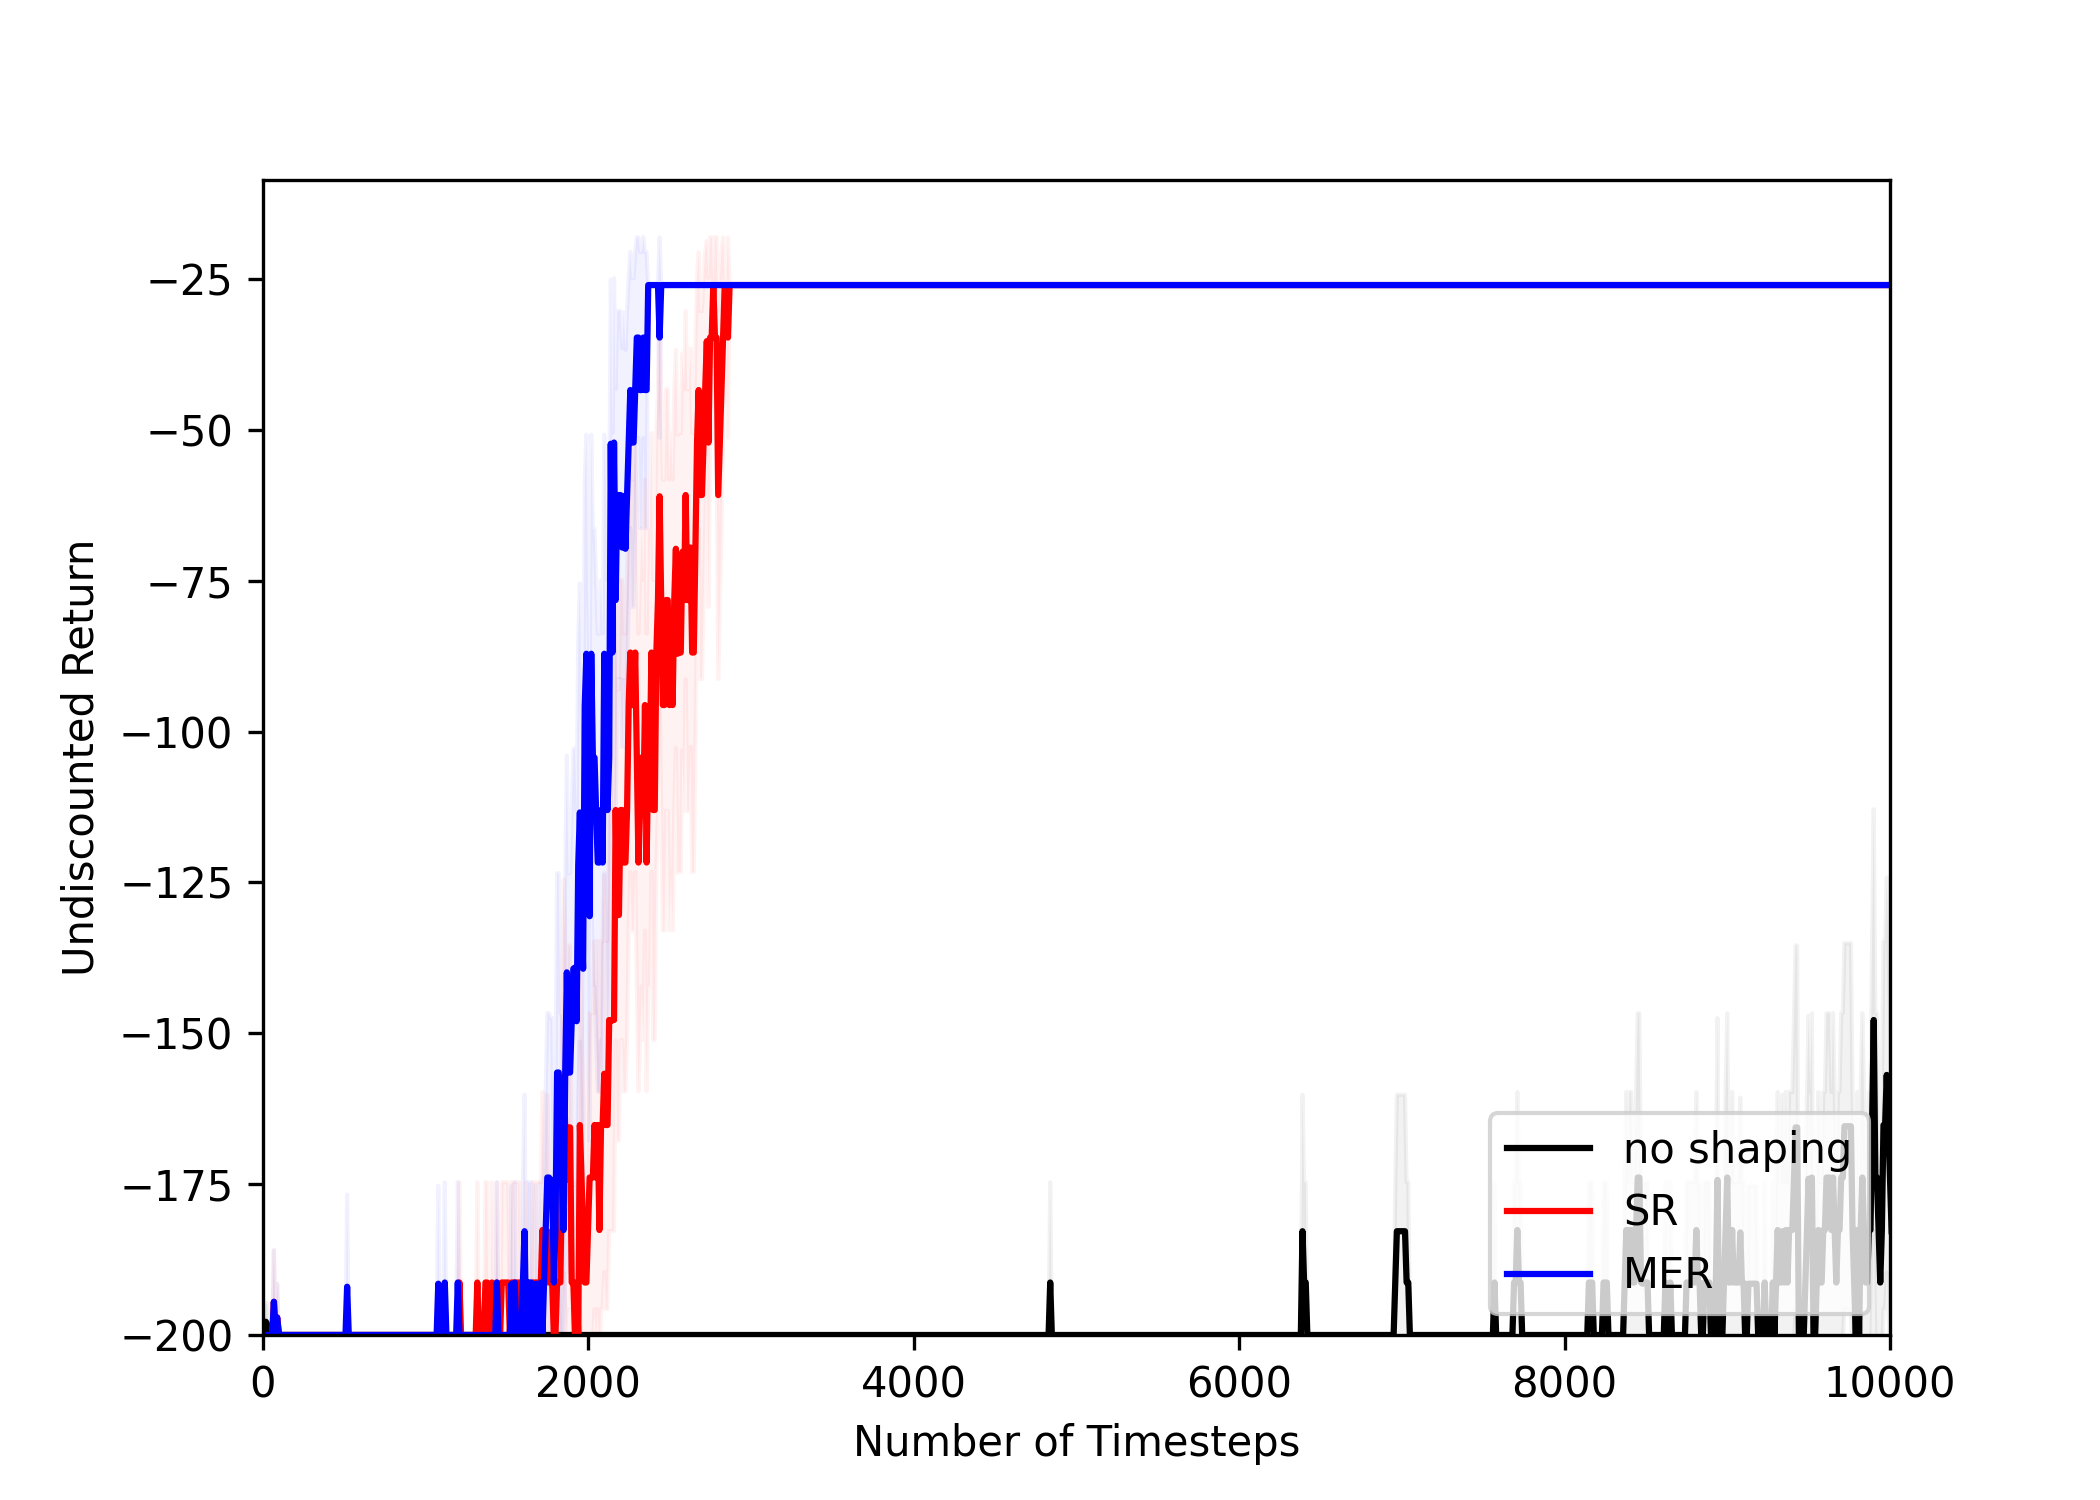 −25
−50
−75
−100
−125
−150
−175
−200
Undiscounted Return
0 2000 4000 6000 8000 10000
Number of Timesteps
no shaping
SR
MER